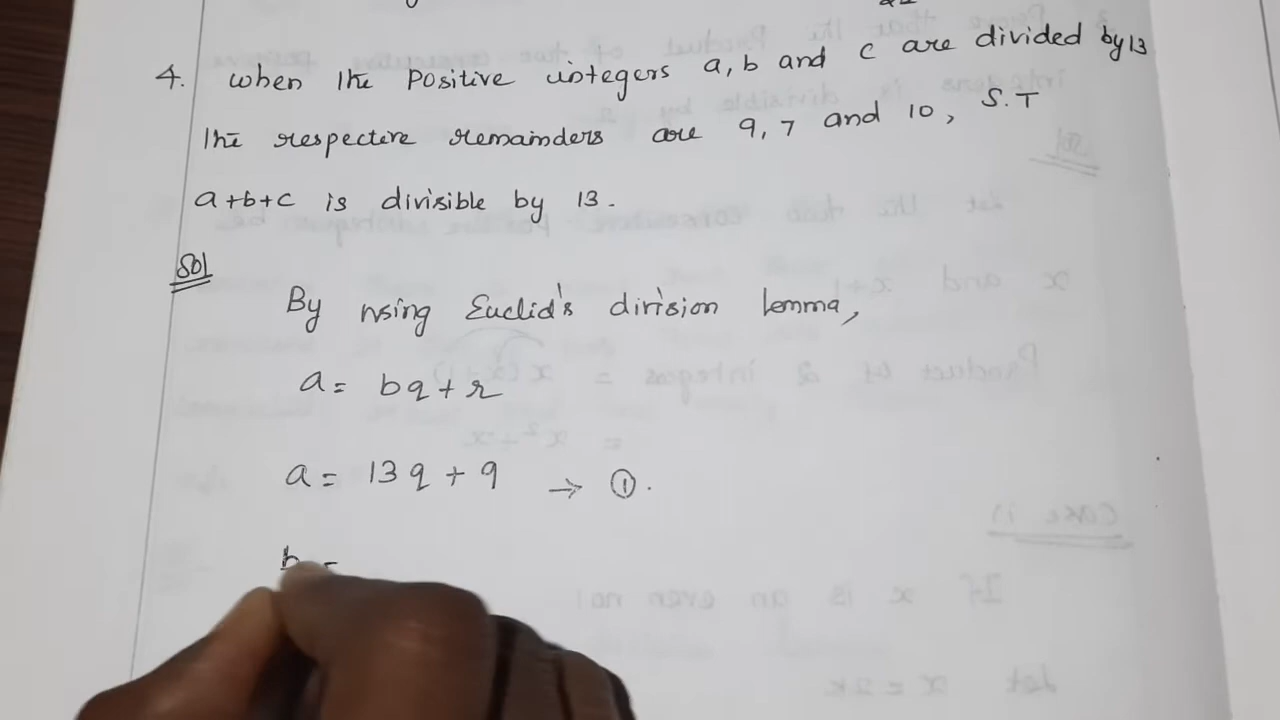 4. when the positive integers a, b and c are divided by 13
the respective remainders are 9, 7 and 10, S.T
a+b+c is divisible by 13.
Sol
By using Euclid's division lemma,
a = bq + r
a = 13q + 9 → ①.
b =